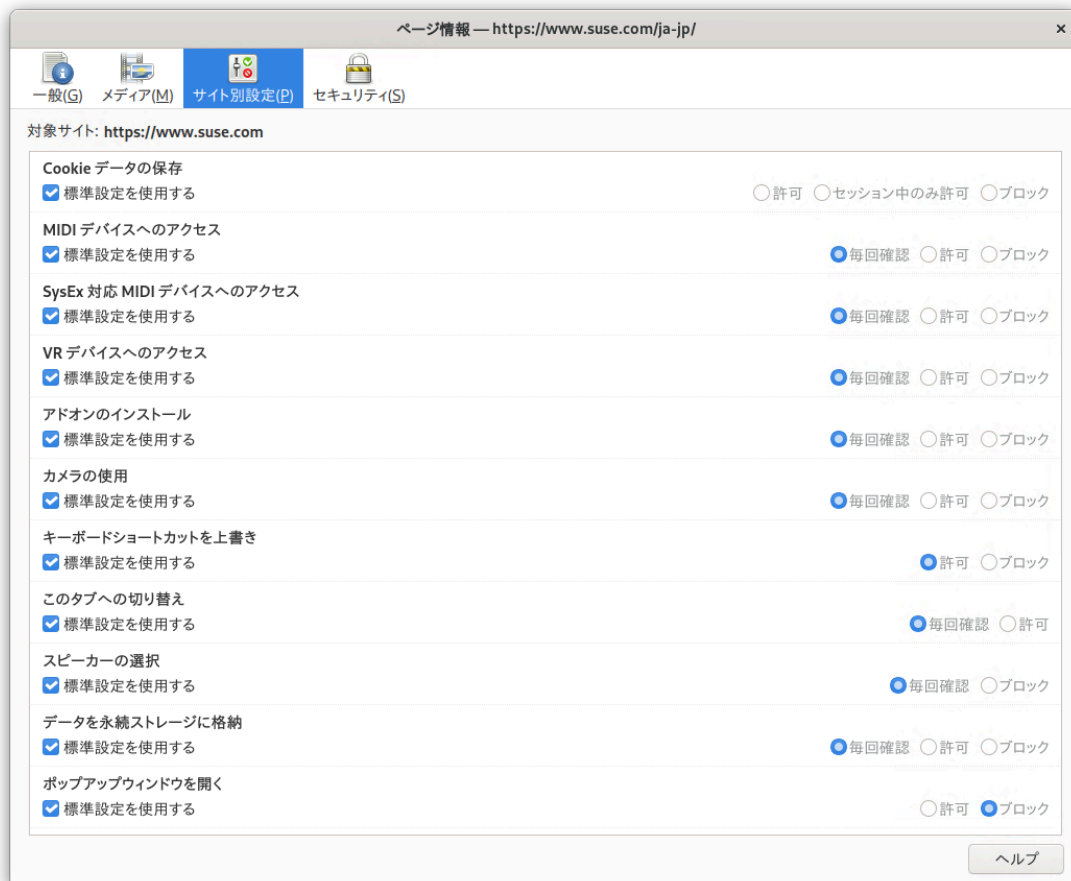 ページ情報 — https://www.suse.com/ja-jp/ ×
一般(G) メディア(M) サイト別設定(P) セキュリティ(S)
対象サイト: https://www.suse.com
Cookie データの保存
標準設定を使用する 許可 セッション中のみ許可 ブロック
MIDI デバイスへのアクセス
標準設定を使用する 毎回確認 許可 ブロック
SysEx 対応 MIDI デバイスへのアクセス
標準設定を使用する 毎回確認 許可 ブロック
VR デバイスへのアクセス
標準設定を使用する 毎回確認 許可 ブロック
アドオンのインストール
標準設定を使用する 毎回確認 許可 ブロック
カメラの使用
標準設定を使用する 毎回確認 許可 ブロック
キーボードショートカットを上書き
標準設定を使用する 許可 ブロック
このタブへの切り替え
標準設定を使用する 毎回確認 許可
スピーカーの選択
標準設定を使用する 毎回確認 ブロック
データを永続ストレージに格納
標準設定を使用する 毎回確認 許可 ブロック
ポップアップウィンドウを開く
標準設定を使用する 許可 ブロック
ヘルプ